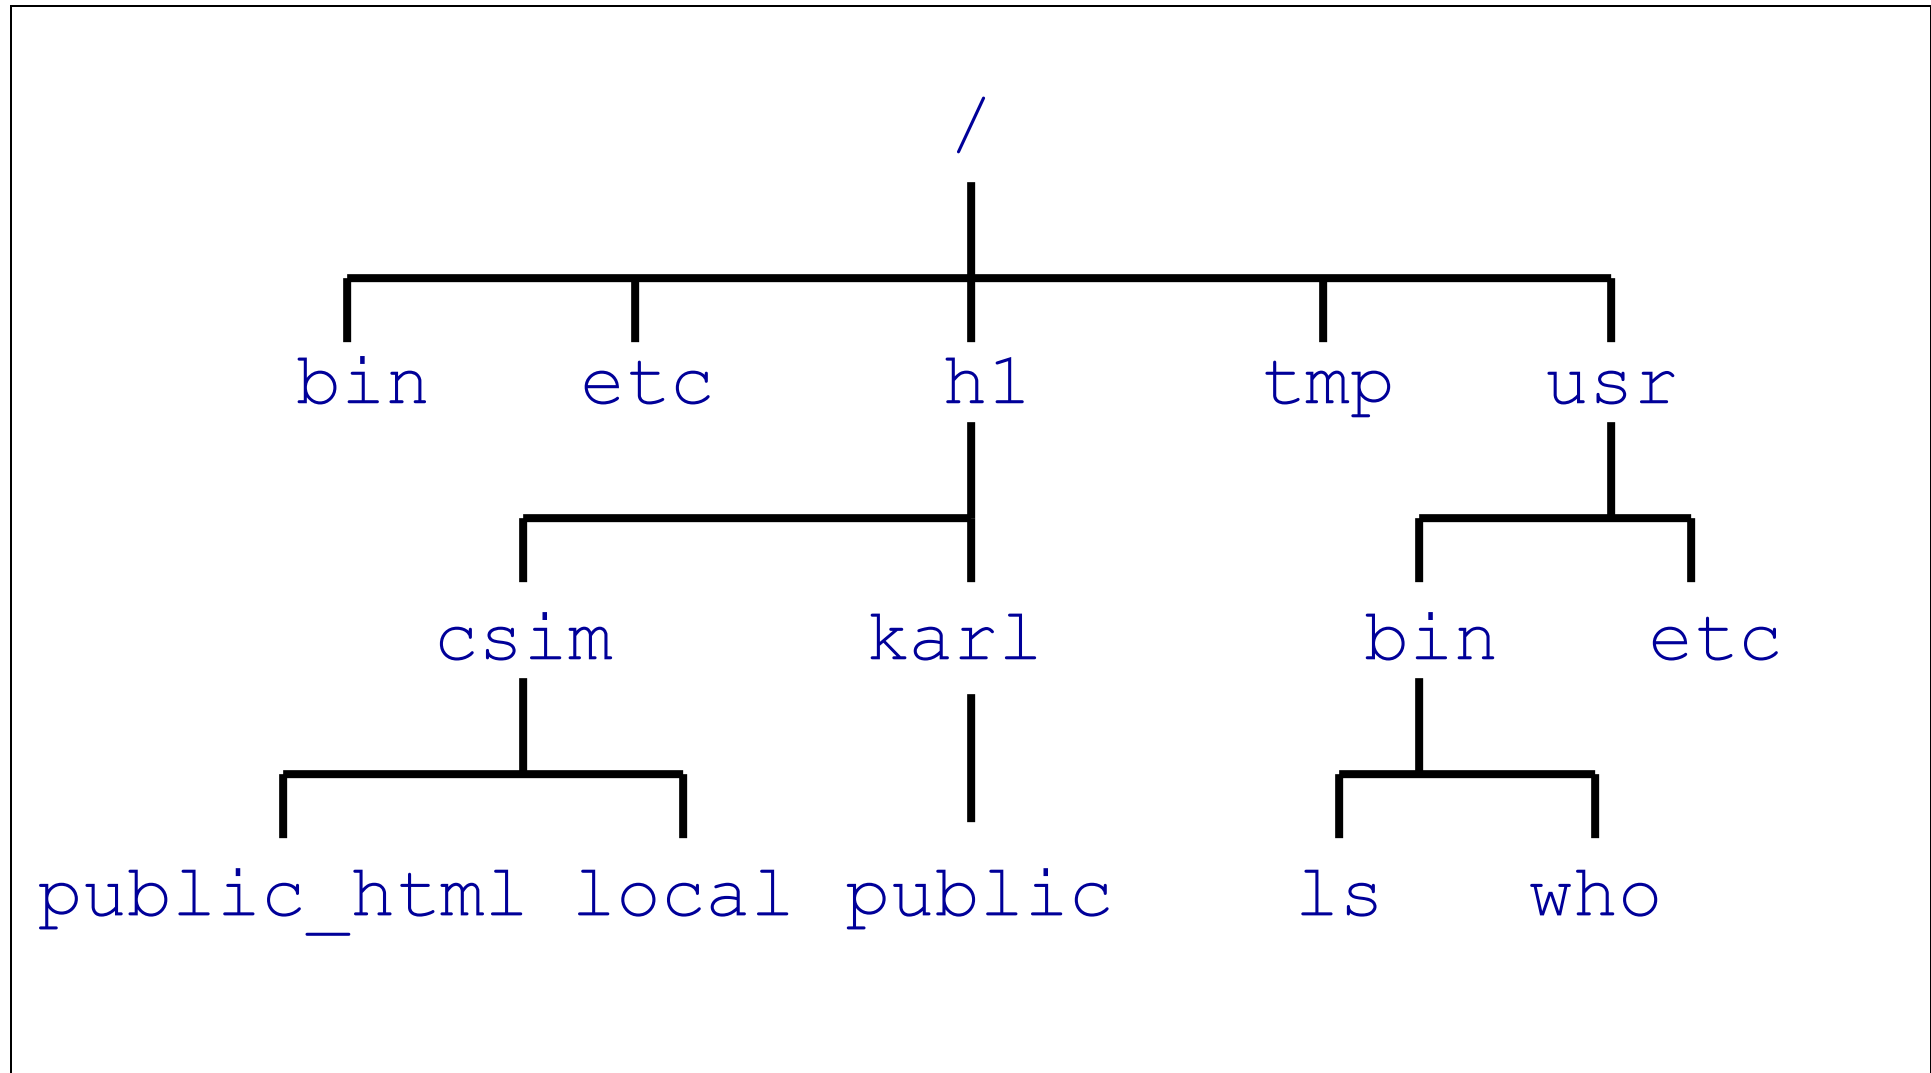 /
bin etc h1 tmp usr
csim karl bin etc
public_html local public ls who